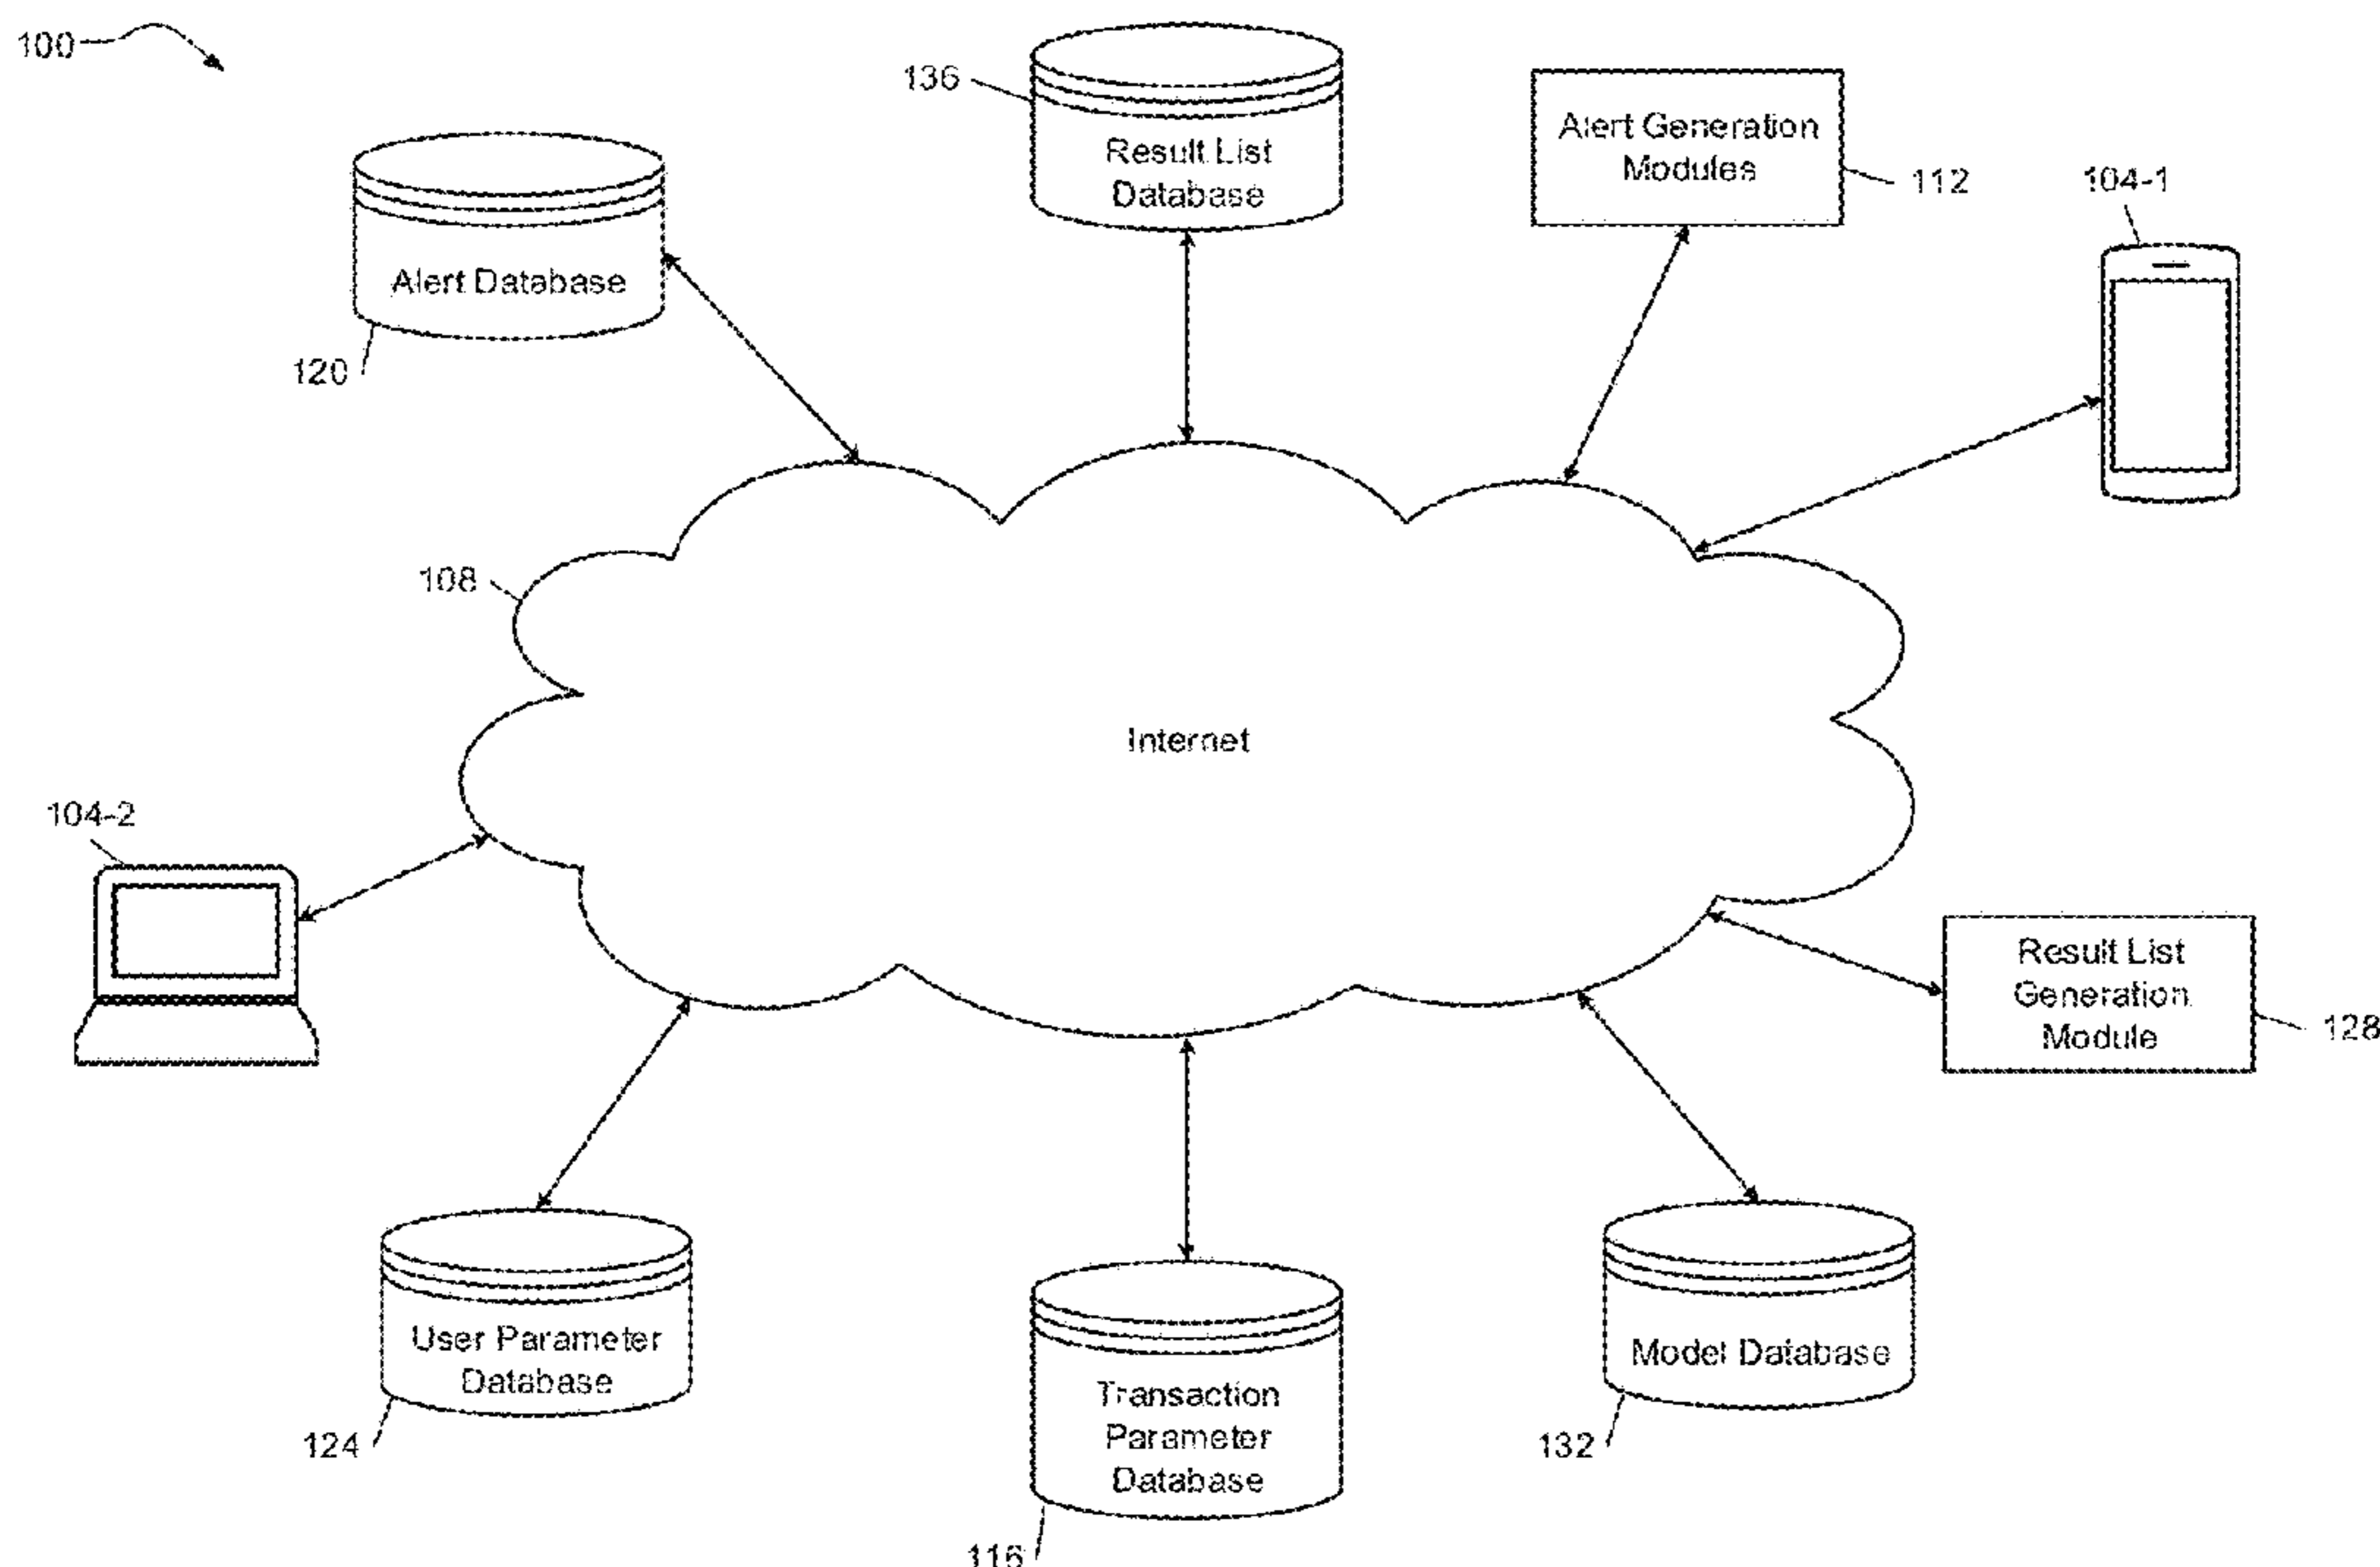 100
136
Result List
Database
Alert Generation
Modules
112
104-1
Alert Database
120
108
Internet
104-2
Result List
Generation
Module
128
User Parameter
Database
124
Transaction
Parameter
Database
116
Model Database
132